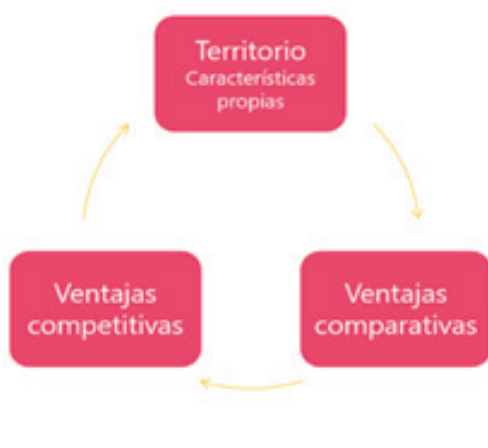 Territorio
Características
propias
Ventajas
competitivas
Ventajas
comparativas